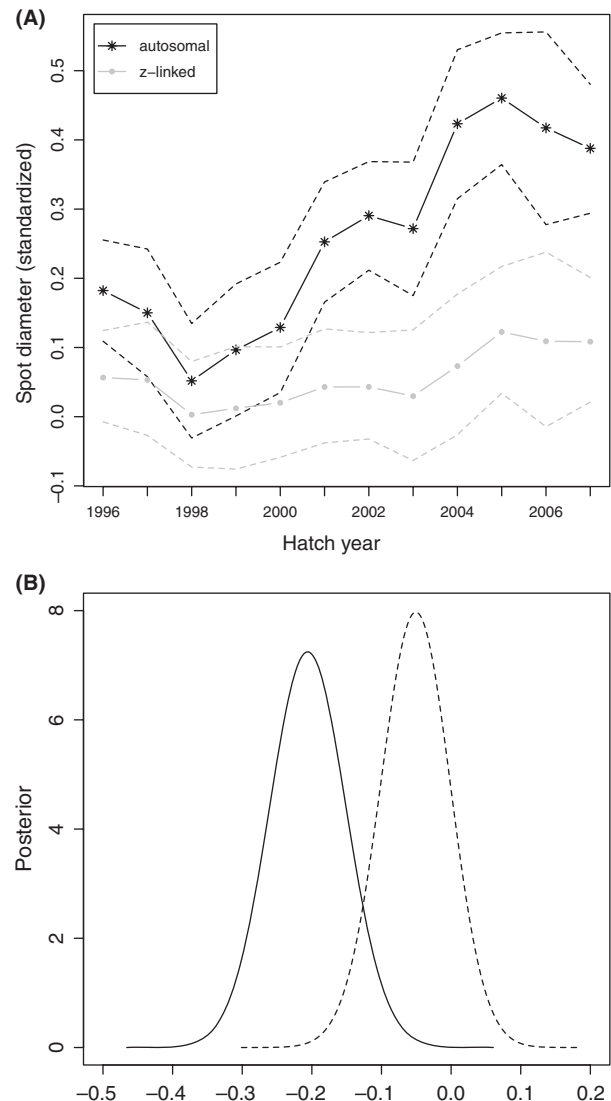 (A)
autosomal
z−linked
Spot diameter (standardized)
0.5
0.4
0.3
0.2
0.1
0.0
−0.1
1996 1998 2000 2002 2004 2006
Hatch year
(B)
Posterior
8
6
4
2
0
−0.5 −0.4 −0.3 −0.2 −0.1 0.0 0.1 0.2